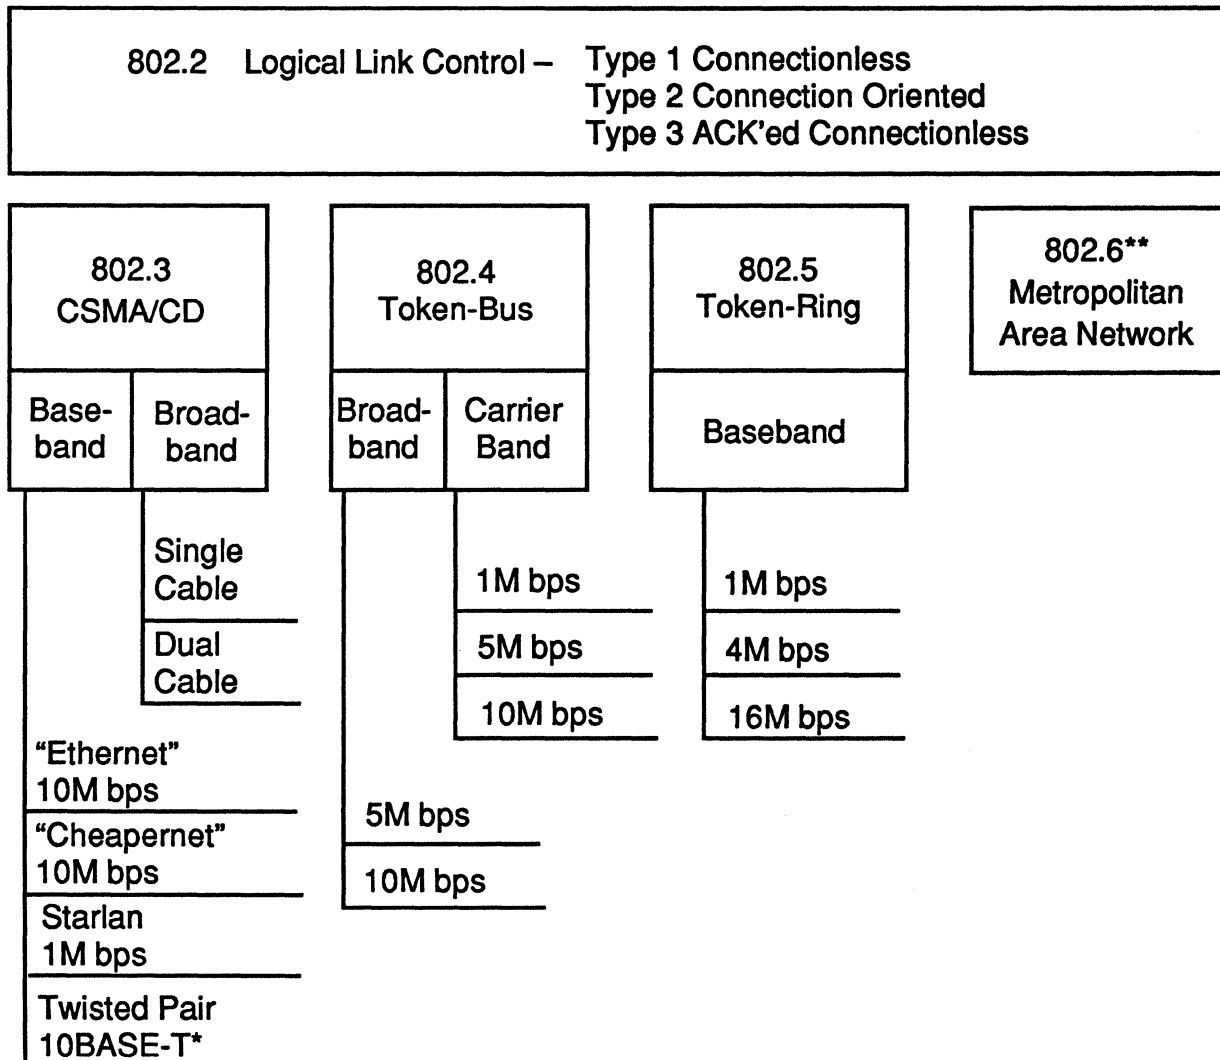 802.2 Logical Link Control – Type 1 Connectionless
Type 2 Connection Oriented
Type 3 ACK'ed Connectionless
802.3
CSMA/CD
Base-
band
Broad-
band
Single
Cable
Dual
Cable
“Ethernet”
10M bps
“Cheapernet”
10M bps
Starlan
1M bps
Twisted Pair
10BASE-T*
802.4
Token-Bus
Broad-
band
Carrier
Band
1M bps
5M bps
10M bps
5M bps
10M bps
802.5
Token-Ring
Baseband
1M bps
4M bps
16M bps
802.6**
Metropolitan
Area Network